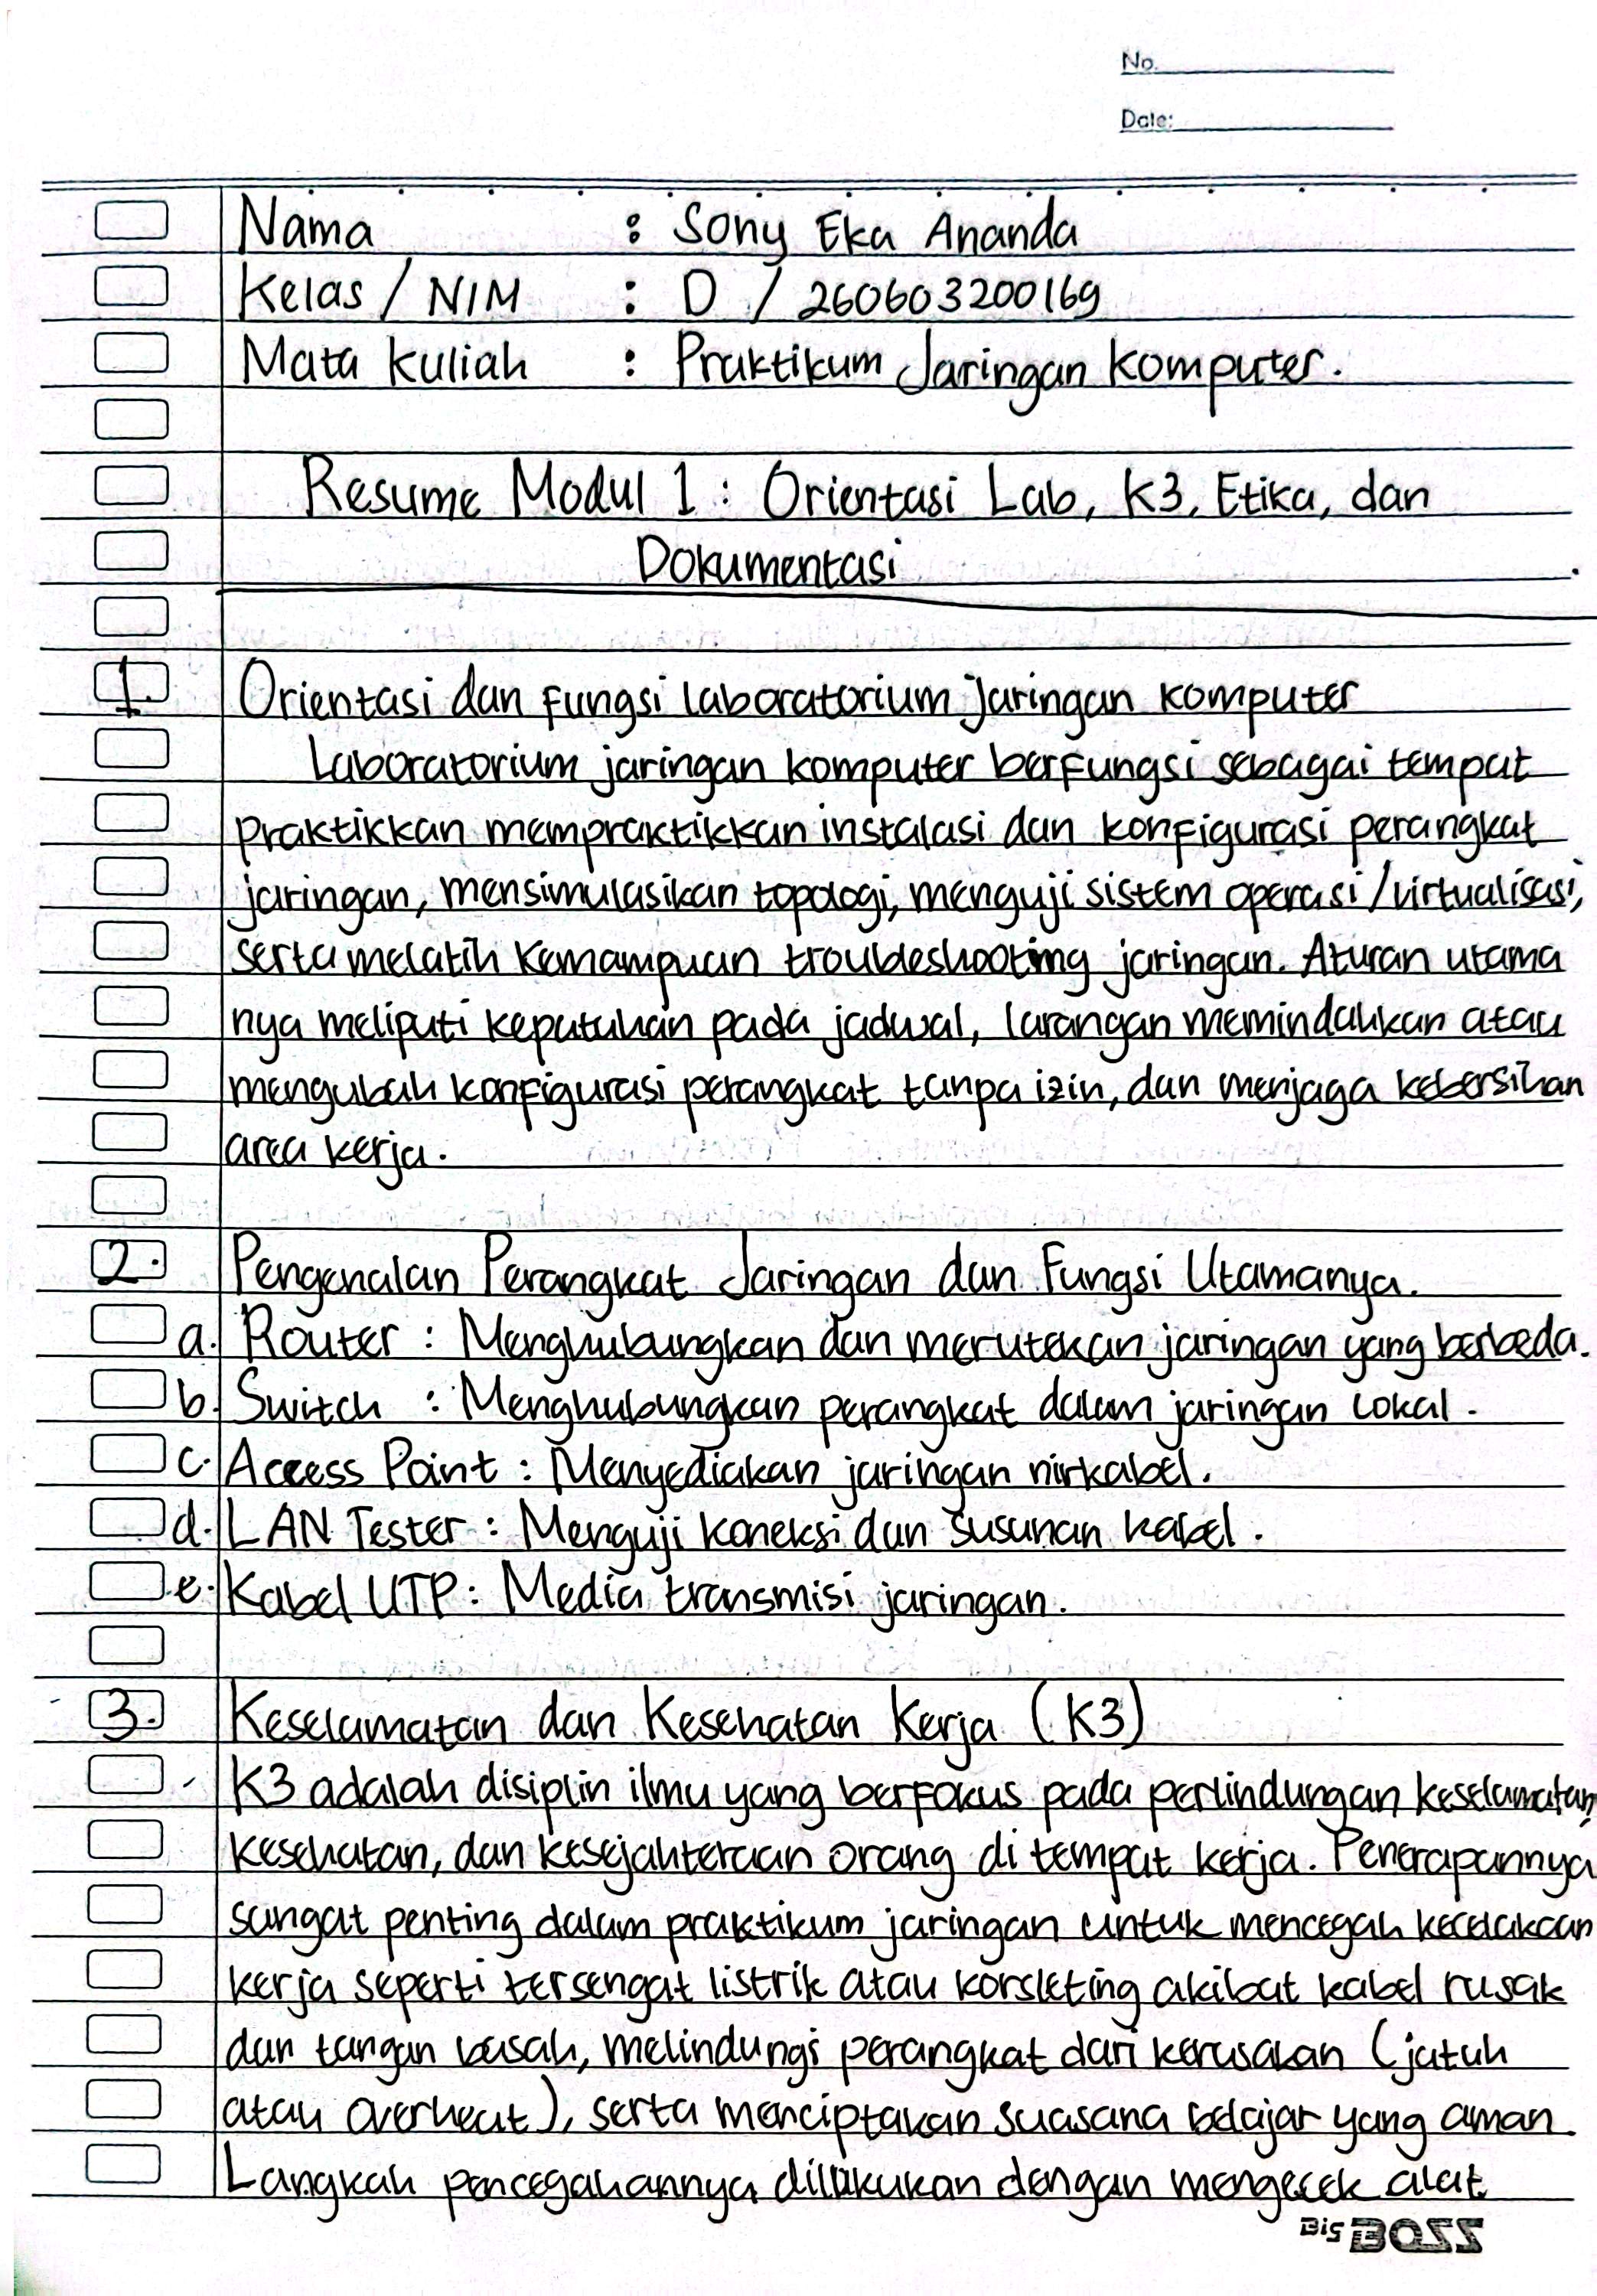 No.
Date:
Nama : Sony Eka Ananda
Kelas / NIM : D / 260603200169
Mata kuliah : Praktikum Jaringan Komputer.
Resume Modul 1 : Orientasi Lab, K3, Etika, dan
Dokumentasi
1. Orientasi dan Fungsi laboratorium jaringan komputer
Laboratorium jaringan komputer berfungsi sebagai tempat
praktikkan mempraktikkan instalasi dan konfigurasi perangkat
jaringan, mensimulasikan topologi, menguji sistem operasi/virtualisasi,
serta melatih kemampuan troubleshooting jaringan. Aturan utama
nya meliputi keputuhan pada jadwal, larangan memindahkan atau
mengubah konfigurasi perangkat tanpa izin, dan menjaga kebersihan
area kerja.
2. Pengenalan Perangkat Jaringan dan Fungsi Utamanya.
a. Router : Menghubungkan dan merutekan jaringan yang berbeda.
b. Switch : Menghubungkan perangkat dalam jaringan lokal.
c. Access Point : Menyediakan jaringan nirkabel.
d. LAN Tester : Menguji koneksi dan susunan kabel.
e. Kabel UTP : Media transmisi jaringan.
3. Keselamatan dan Kesehatan Kerja (K3)
- K3 adalah disiplin ilmu yang berfokus pada perlindungan keselamatan,
kesehatan, dan kesejahteraan orang di tempat kerja. Penerapannya
sangat penting dalam praktikum jaringan untuk mencegah kecelakaan
kerja seperti tersengat listrik atau korsleting akibat kabel rusak
dan tangan basah, melindungi perangkat dari kerusakan (jatuh
atau overheat), serta menciptakan suasana belajar yang aman.
Langkah pencegahannya dilakukan dengan mengecek alat
Big BOSS